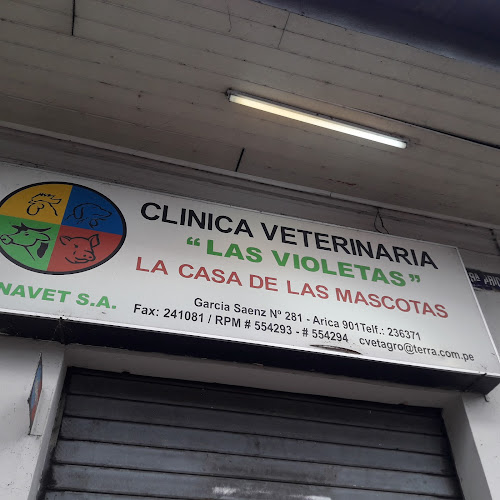 CLINICA VETERINARIA
“LAS VIOLETAS”
LA CASA DE LAS MASCOTAS
NAVET S.A.
Garcia Saenz Nº 281 - Arica 901Telf.: 236371
Fax: 241081 / RPM # 554293 - # 554294 cvetagro@terra.com.pe